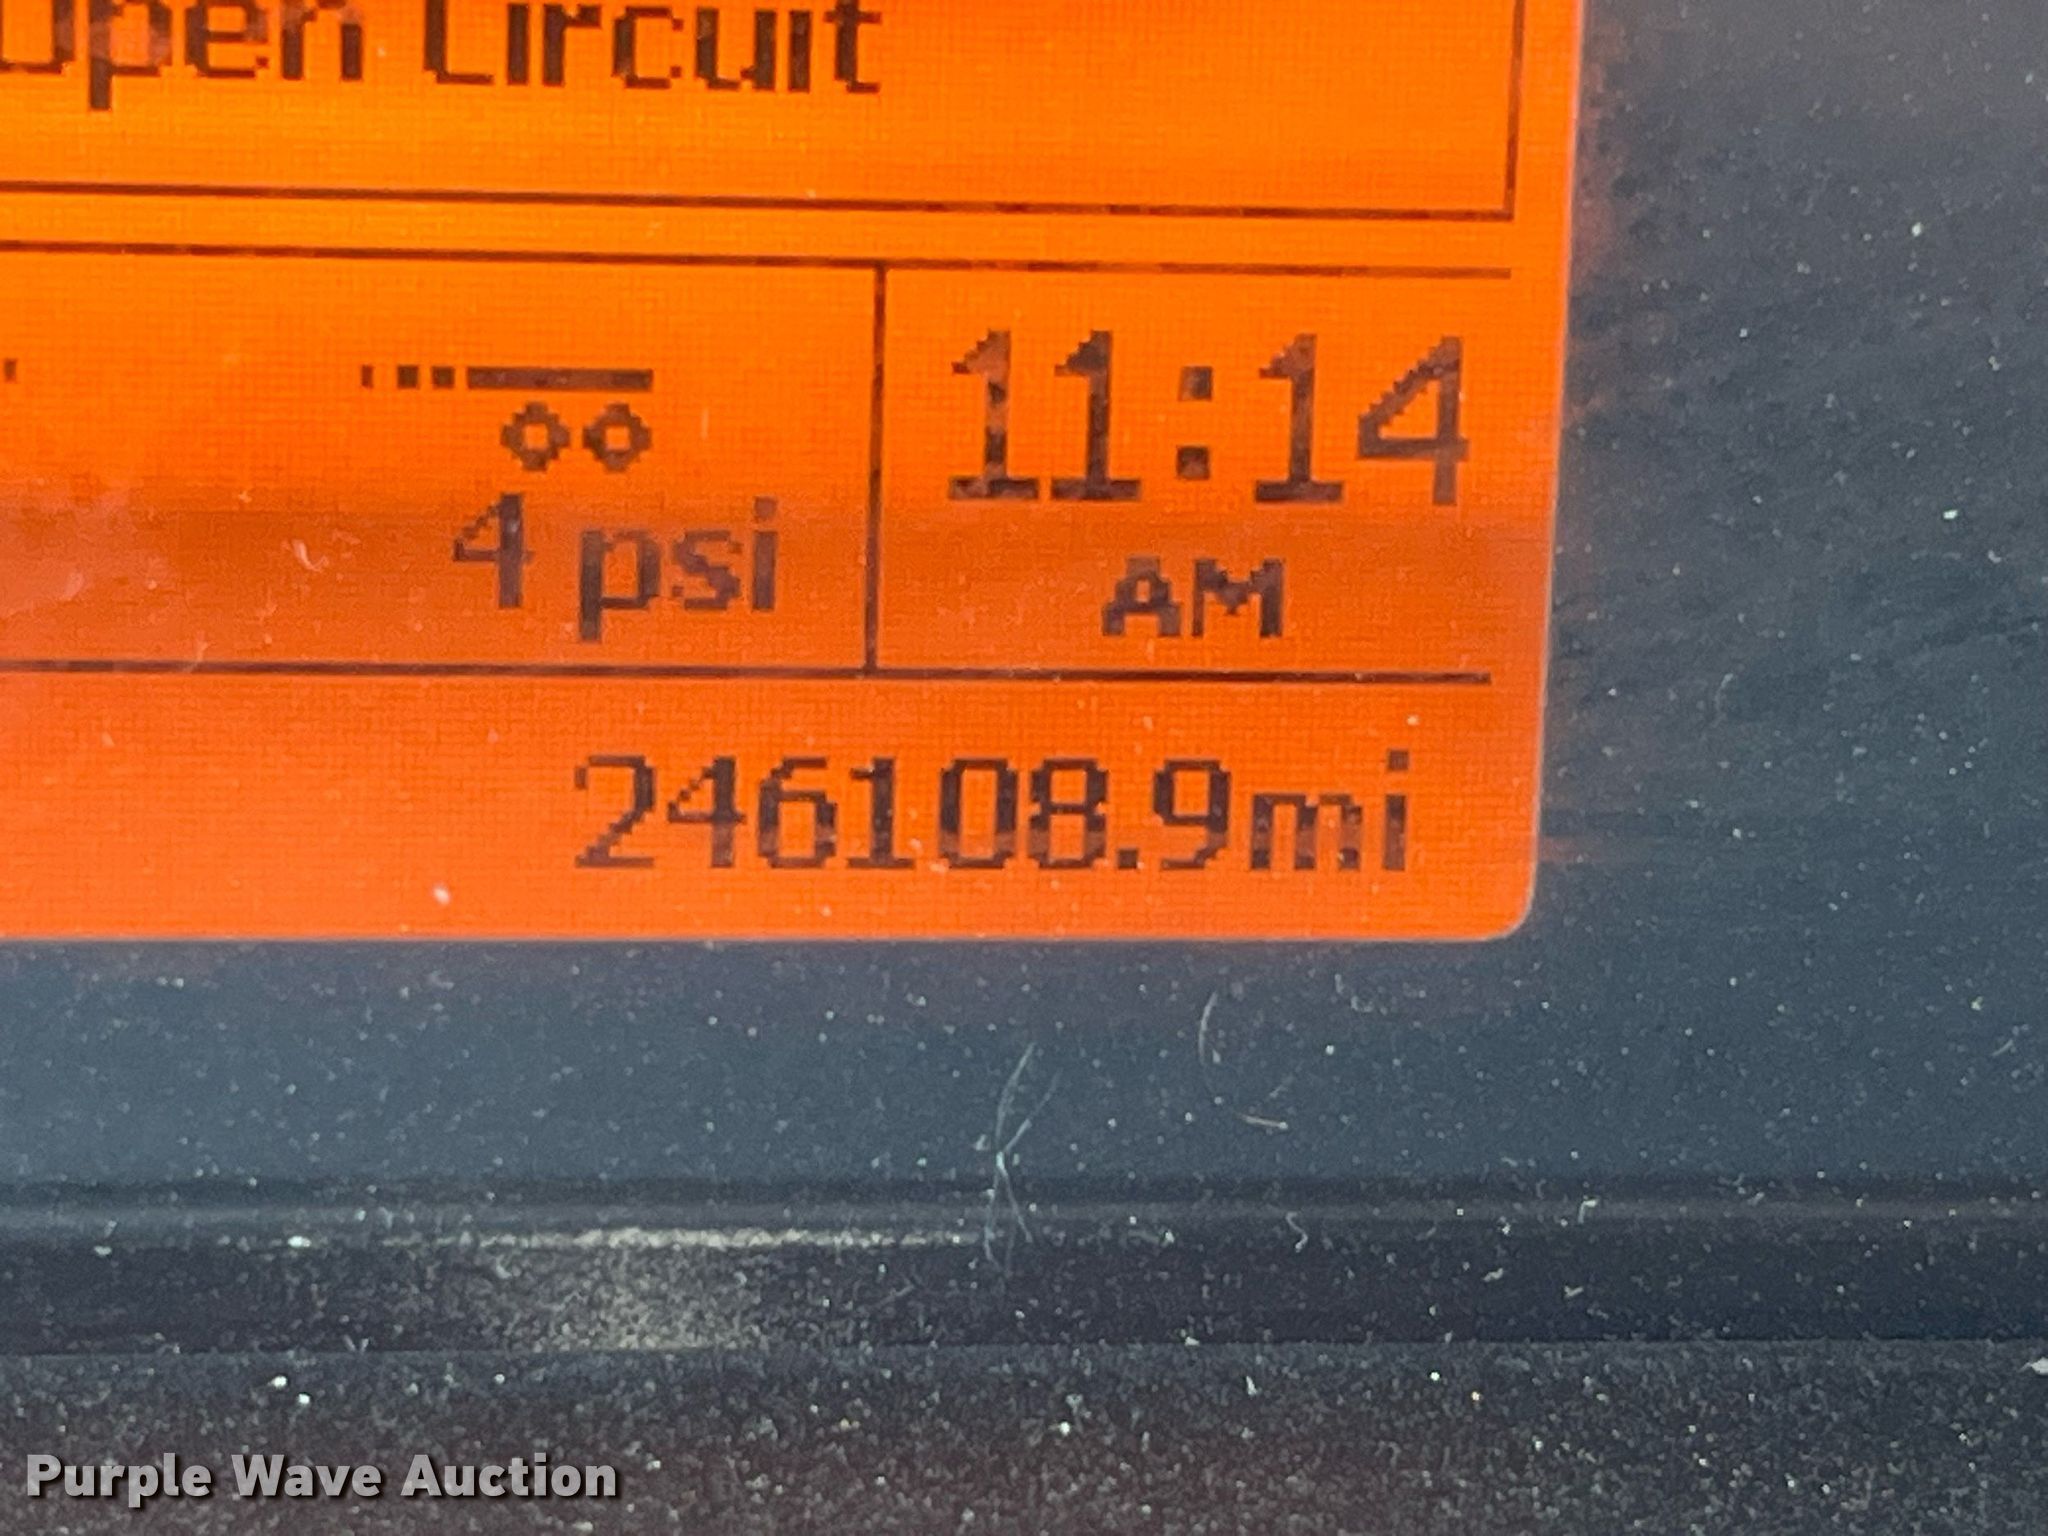 Open Circuit
11:14
4 psi
AM
246108.9mi
Purple Wave Auction